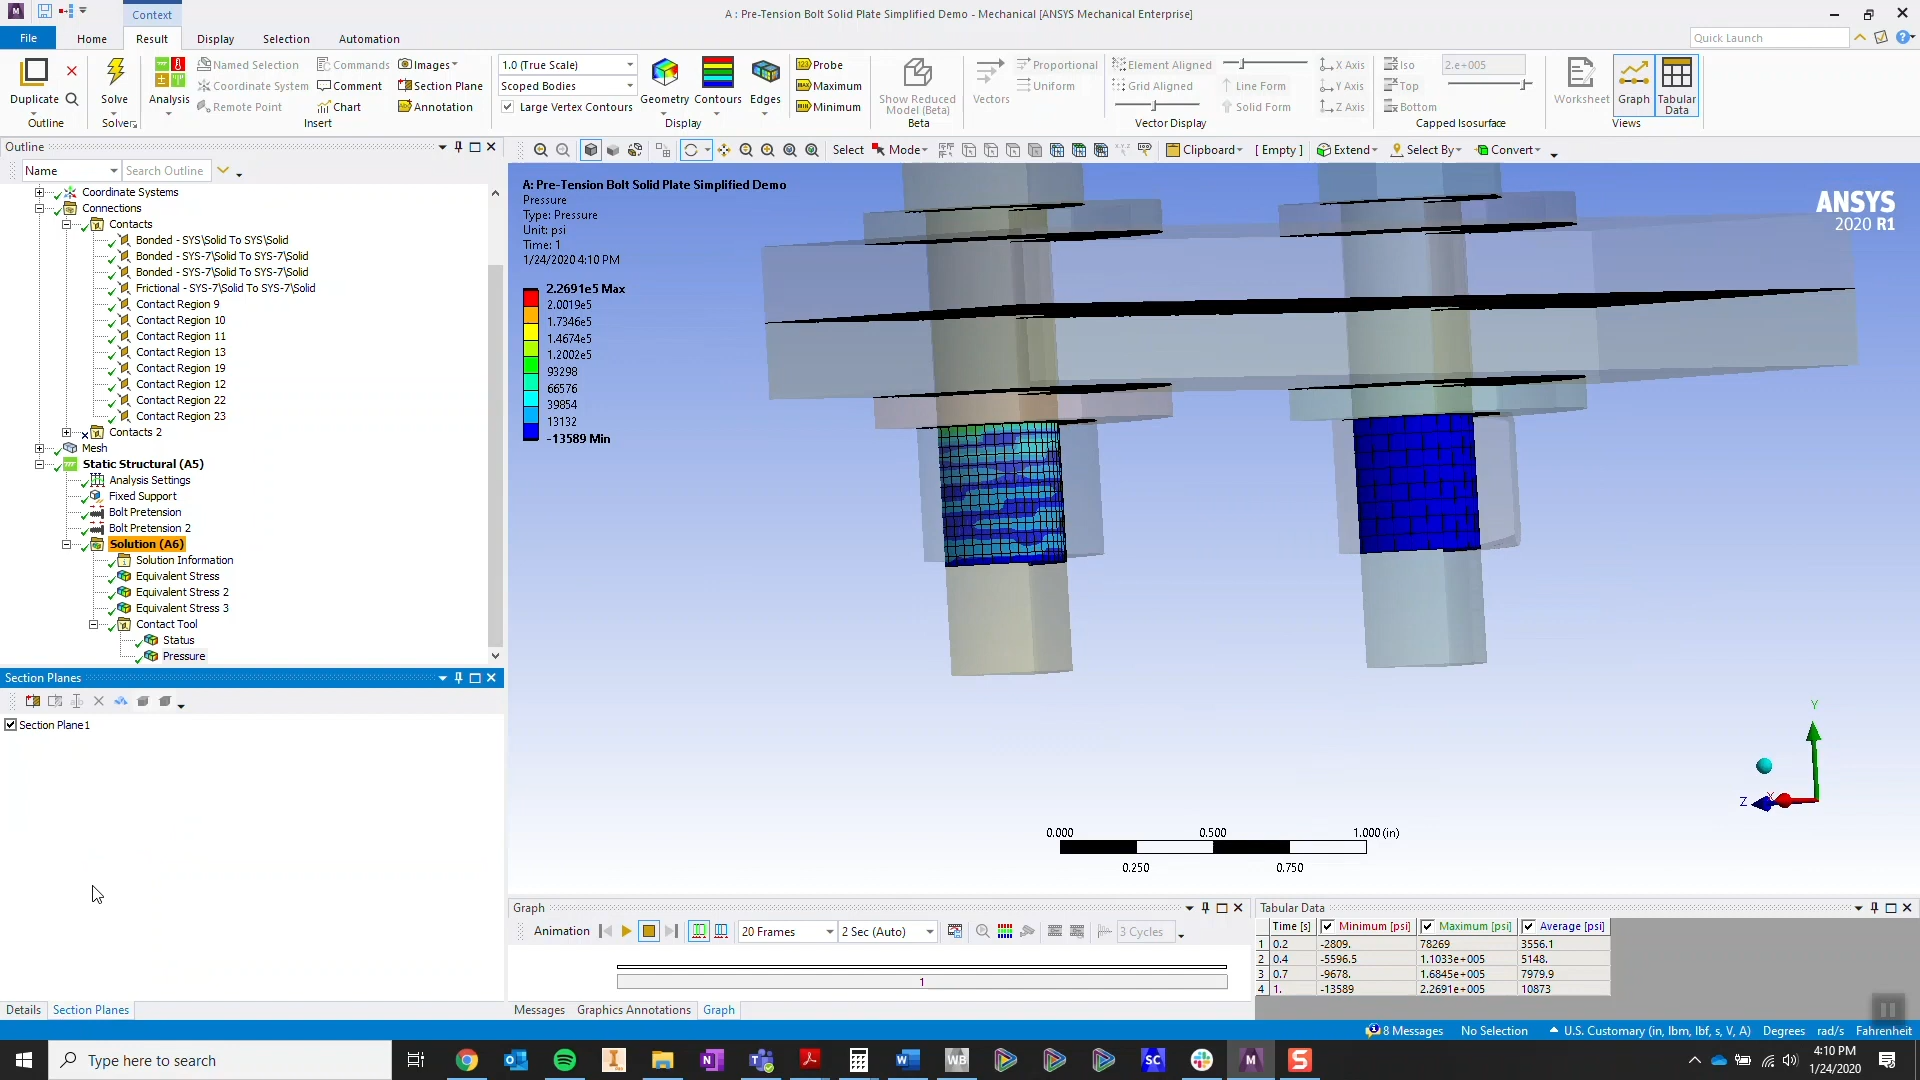 Context
A : Pre-Tension Bolt Solid Plate Simplified Demo - Mechanical [ANSYS Mechanical Enterprise]
File
Home
Result
Display
Selection
Automation
Quick Launch
Duplicate
Outline
Solve
Solver
Analysis
Named Selection
Coordinate System
Remote Point
Commands
Comment
Chart
Images
Section Plane
Annotation
Insert
1.0 (True Scale)
Scoped Bodies
Large Vertex Contours
Geometry
Contours
Edges
Display
Probe
Maximum
Minimum
Show Reduced
Model (Beta)
Beta
Vectors
Proportional
Uniform
Element Aligned
Grid Aligned
Line Form
Solid Form
X Axis
Y Axis
Z Axis
Vector Display
Iso
Top
Bottom
2.e+005
Capped Isosurface
Worksheet
Graph
Tabular
Data
Views
Outline
Name
Search Outline
Select
Mode
Clipboard
[ Empty ]
Extend
Select By
Convert
Coordinate Systems
Connections
Contacts
Bonded - SYS\Solid To SYS\Solid
Bonded - SYS-7\Solid To SYS-7\Solid
Bonded - SYS-7\Solid To SYS-7\Solid
Frictional - SYS-7\Solid To SYS-7\Solid
Contact Region 9
Contact Region 10
Contact Region 11
Contact Region 13
Contact Region 19
Contact Region 12
Contact Region 22
Contact Region 23
Contacts 2
Mesh
Static Structural (A5)
Analysis Settings
Fixed Support
Bolt Pretension
Bolt Pretension 2
Solution (A6)
Solution Information
Equivalent Stress
Equivalent Stress 2
Equivalent Stress 3
Contact Tool
Status
Pressure
Section Planes
Section Plane1
Details
Section Planes
A: Pre-Tension Bolt Solid Plate Simplified Demo
Pressure
Type: Pressure
Unit: psi
Time: 1
1/24/2020 4:10 PM
2.2691e5 Max
2.0019e5
1.7346e5
1.4674e5
1.2002e5
93298
66576
39854
13132
-13589 Min
ANSYS
2020 R1
Y
Z
X
0.000
0.500
1.000 (in)
0.250
0.750
Graph
Animation
20 Frames
2 Sec (Auto)
3 Cycles
1
Messages
Graphics Annotations
Graph
Tabular Data
Time [s]
Minimum [psi]
Maximum [psi]
Average [psi]
1 0.2 -2809. 78269 3556.1
2 0.4 -5596.5 1.1033e+005 5148.
3 0.7 -9678. 1.6845e+005 7979.9
4 1. -13589 2.2691e+005 10873
8 Messages
No Selection
U.S. Customary (in, lbm, lbf, s, V, A)
Degrees
rad/s
Fahrenheit
Type here to search
WB
SC
M
S
4:10 PM
1/24/2020